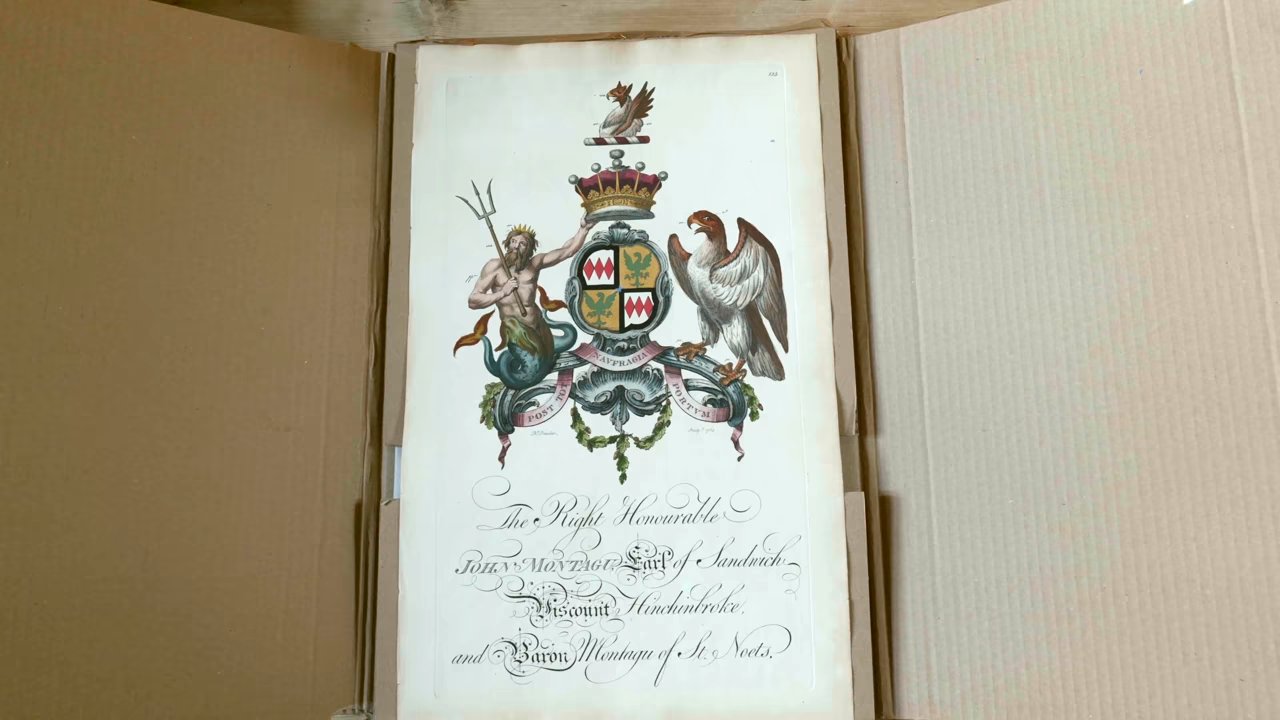 133
POST TOT
NAVFRAGIA
PORTVM
The Right Honourable
JOHN MONTAGU, Earl of Sandwich,
Viscount Hinchinbroke,
and Baron Montagu of St. Neots.